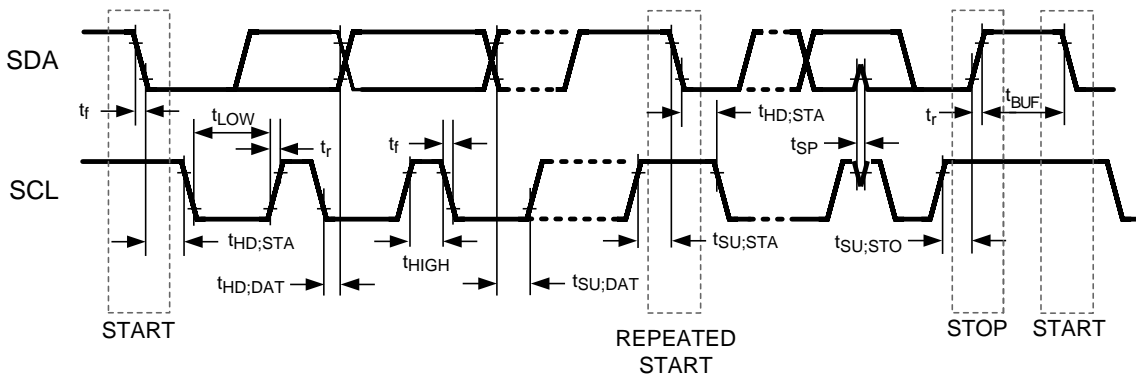 SDA
t_f
t_LOW
t_r
t_f
t_HD;STA
t_SP
t_r
t_BUF
SCL
t_HD;STA
t_HD;DAT
t_HIGH
t_SU;DAT
t_SU;STA
t_SU;STO
START
REPEATED
START
STOP
START